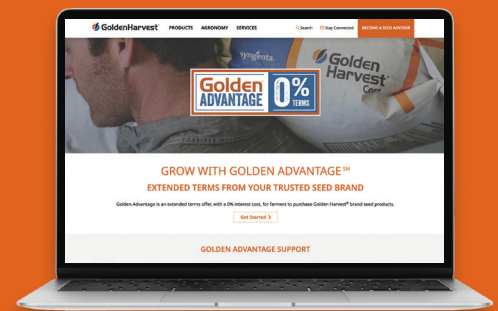 GoldenHarvest® PRODUCTS AGRONOMY SERVICES Search Stay Connected BECOME A SEED ADVISOR
syngenta
Golden
Harvest
Corn
Golden
ADVANTAGE
0%
TERMS
GROW WITH GOLDEN ADVANTAGE℠
EXTENDED TERMS FROM YOUR TRUSTED SEED BRAND
Golden Advantage is an extended terms offer, with a 0% interest cost, for farmers to purchase Golden Harvest® brand seed products.
Get Started >
GOLDEN ADVANTAGE SUPPORT